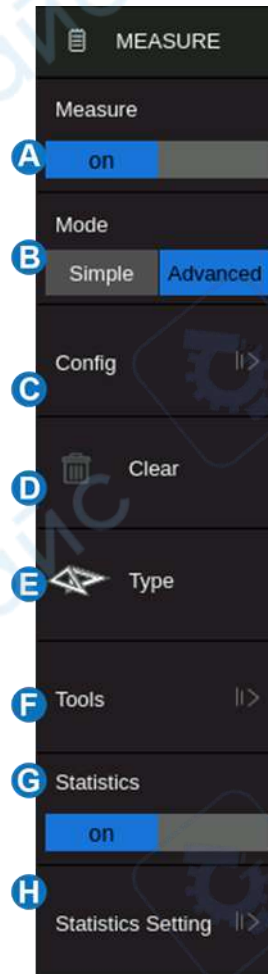 MEASURE
Measure
A
on
Mode
B
Simple Advanced
Config
C
Clear
D
E Type
F Tools
G Statistics
on
H
Statistics Setting